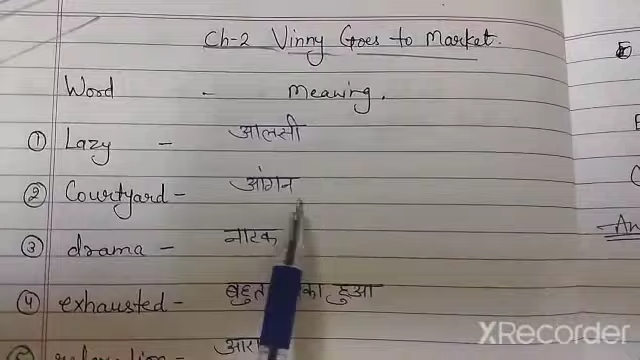 Ch-2 Vinny Goes to Market.
Word - Meaning.
① Lazy - आलसी
② Courtyard - आंगन
③ drama - नाटक
④ exhausted - बहुत हुआ
XRecorder